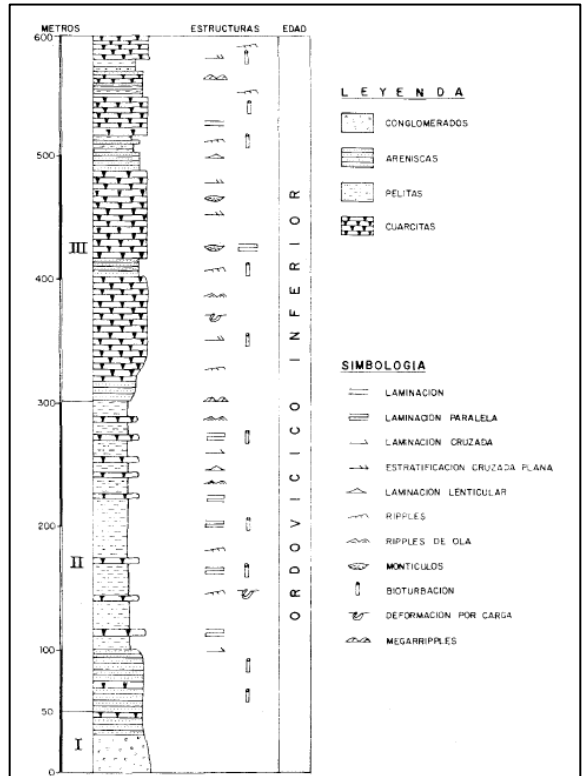 METROS
ESTRUCTURAS
EDAD
600
500
400
300
200
100
50
0
III
II
I
ORDOVICICO INFERIOR
LEYENDA
CONGLOMERADOS
ARENISCAS
PELITAS
CUARCITAS
SIMBOLOGIA
LAMINACION
LAMINACION PARALELA
LAMINACION CRUZADA
ESTRATIFICACION CRUZADA PLANA
LAMINACION LENTICULAR
RIPPLES
RIPPLES DE OLA
MONTICULOS
BIOTURBACION
DEFORMACION POR CARGA
MEGARRIPPLES